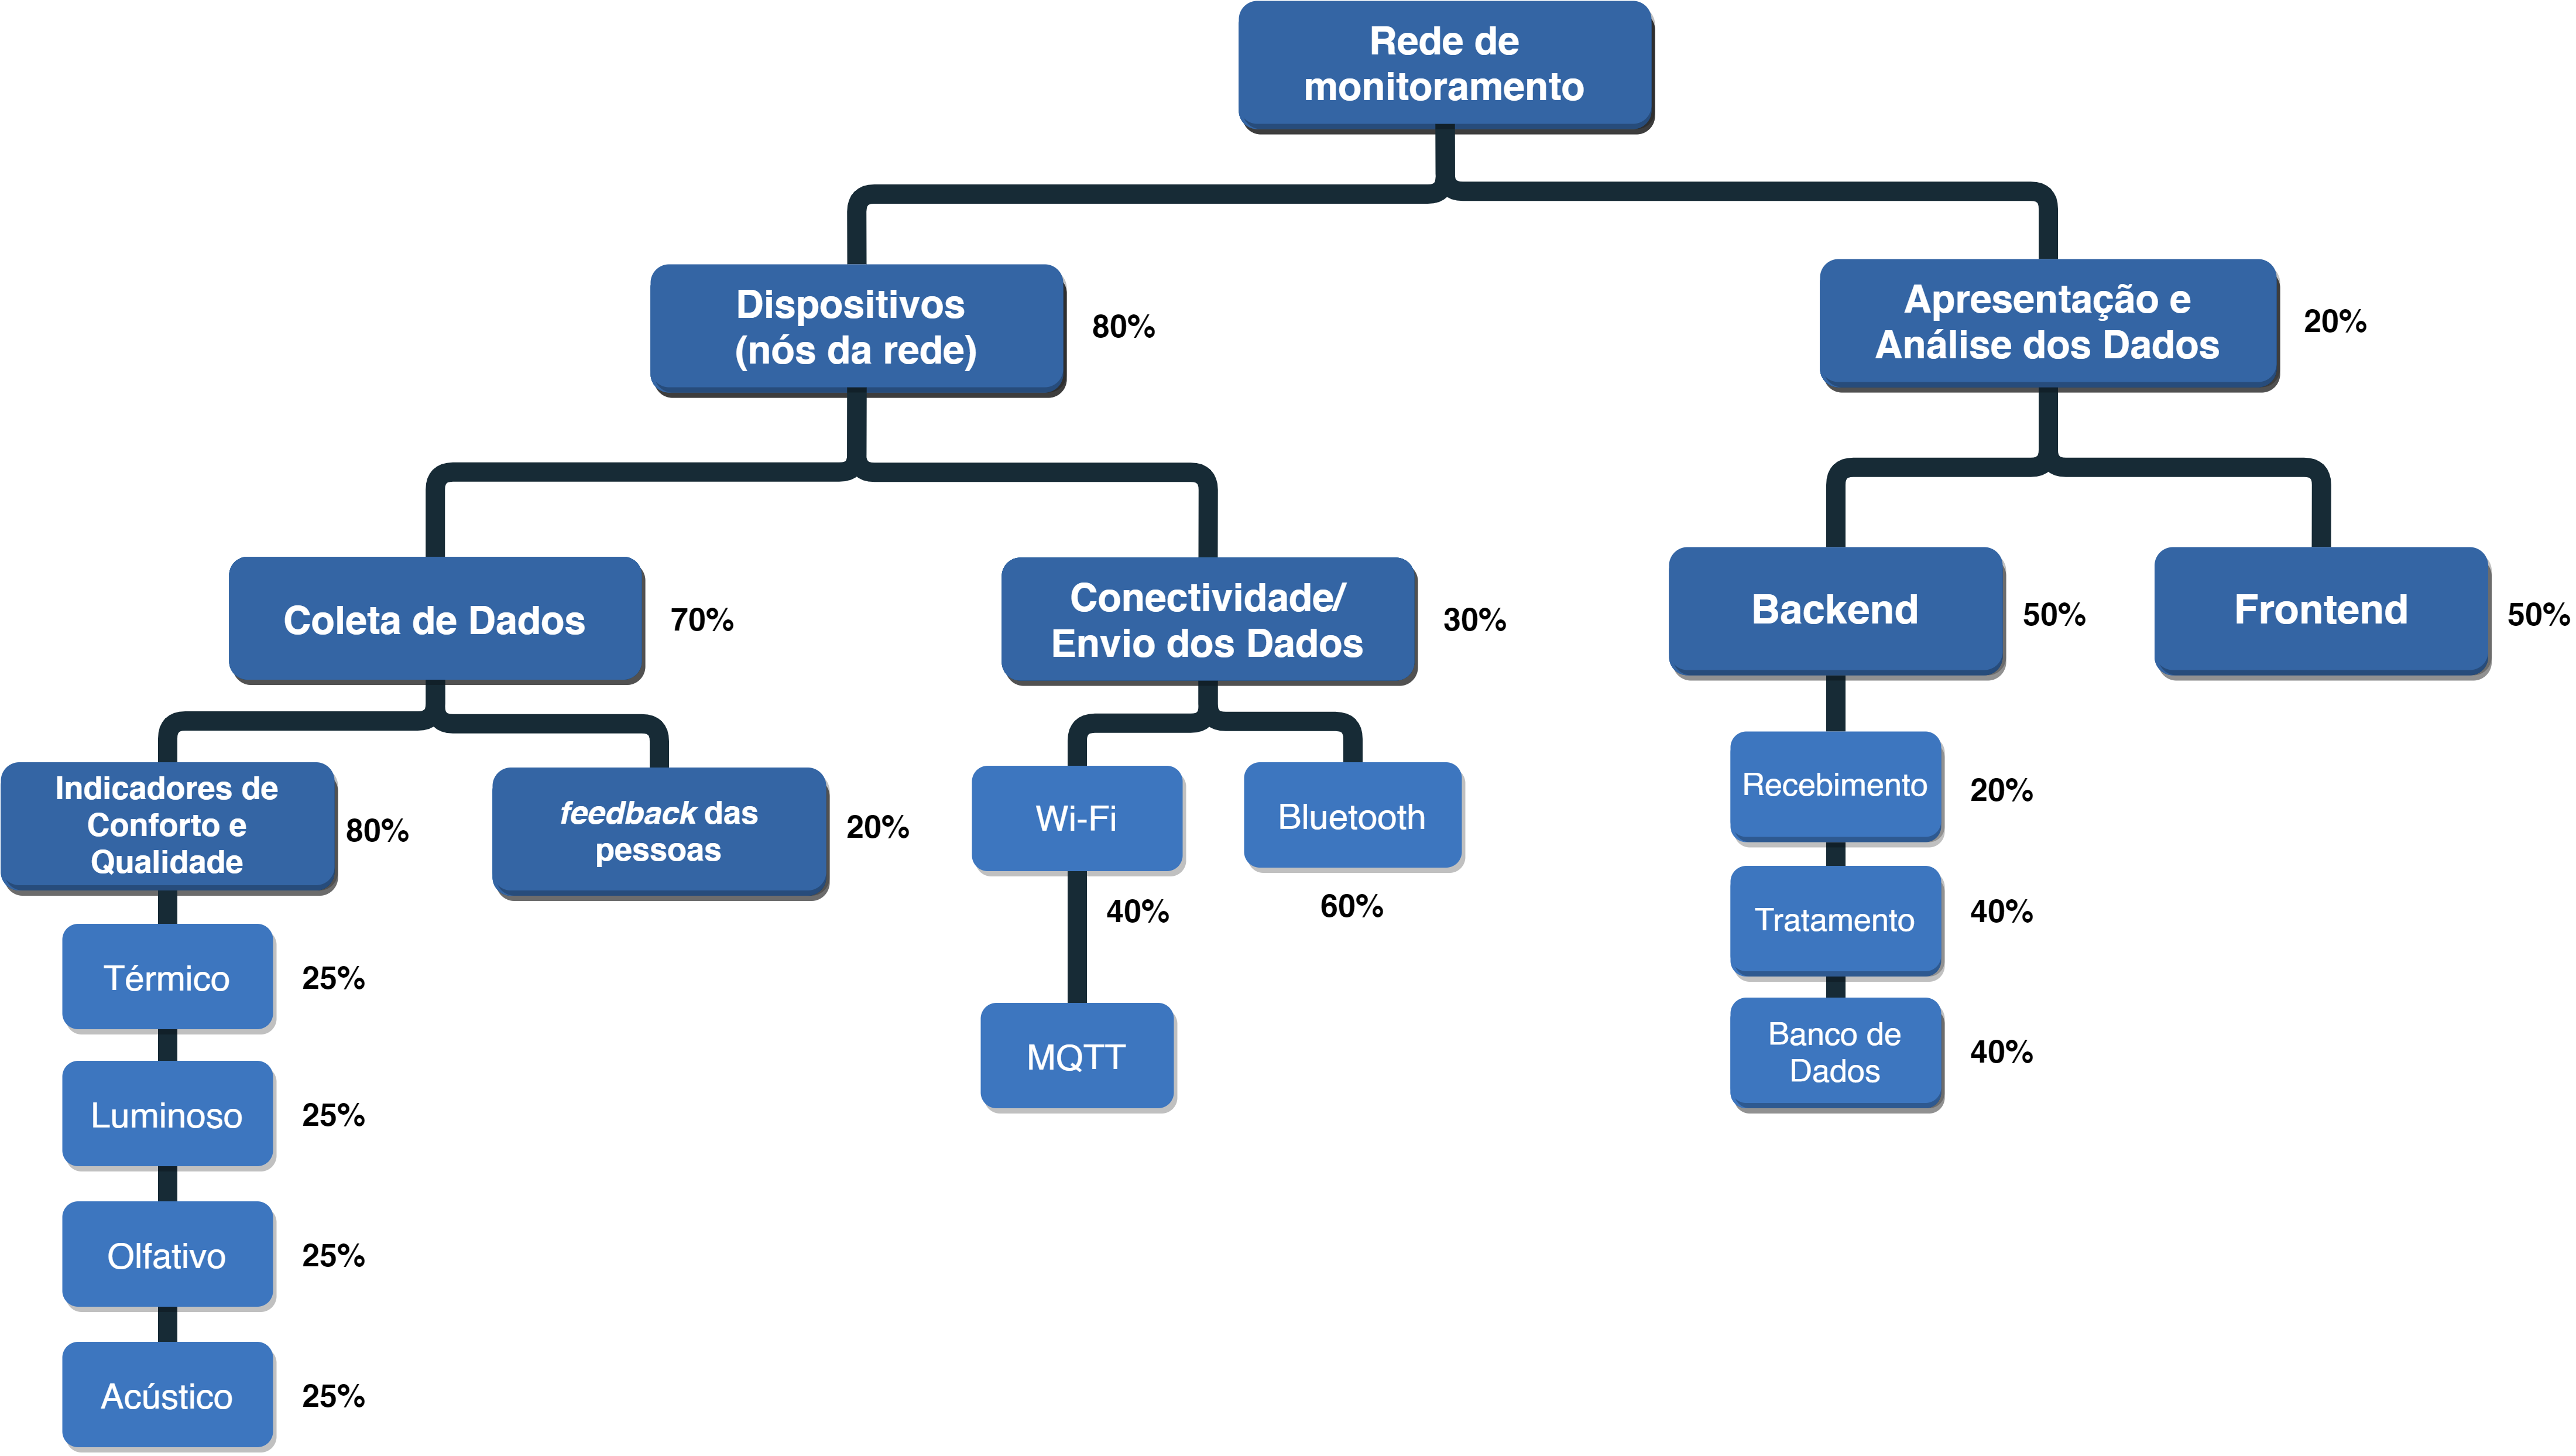 Rede de
monitoramento
Dispositivos
(nós da rede)
80%
Apresentação e
Análise dos Dados
20%
Coleta de Dados
70%
Conectividade/
Envio dos Dados
30%
Backend
50%
Frontend
50%
Indicadores de
Conforto e
Qualidade
80%
feedback das
pessoas
20%
Wi-Fi
40%
Bluetooth
60%
MQTT
Recebimento
20%
Tratamento
40%
Banco de
Dados
40%
Térmico
25%
Luminoso
25%
Olfativo
25%
Acústico
25%